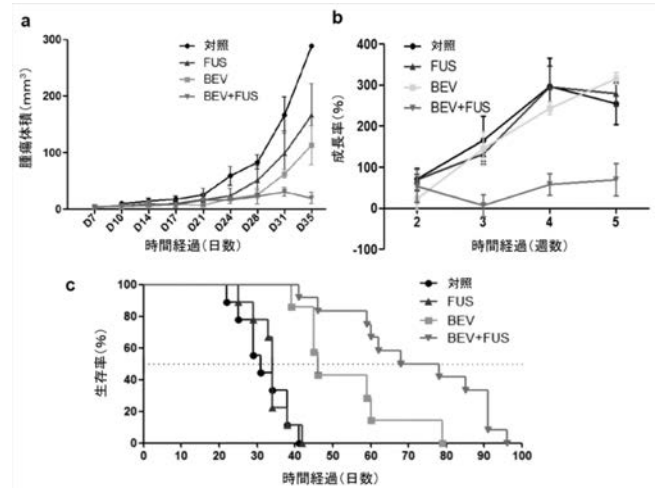 a
腫瘍体積(mm³)
300
200
100
0
対照
FUS
BEV
BEV+FUS
D7
D10
D14
D17
D21
D24
D28
D31
D35
時間経過(日数)
b
成長率(%)
400
300
200
100
0
-100
対照
FUS
BEV
BEV+FUS
2
3
4
5
時間経過(週数)
c
生存率(%)
100
80
60
40
20
0
対照
FUS
BEV
BEV+FUS
0
10
20
30
40
50
60
70
80
90
100
時間経過(日数)